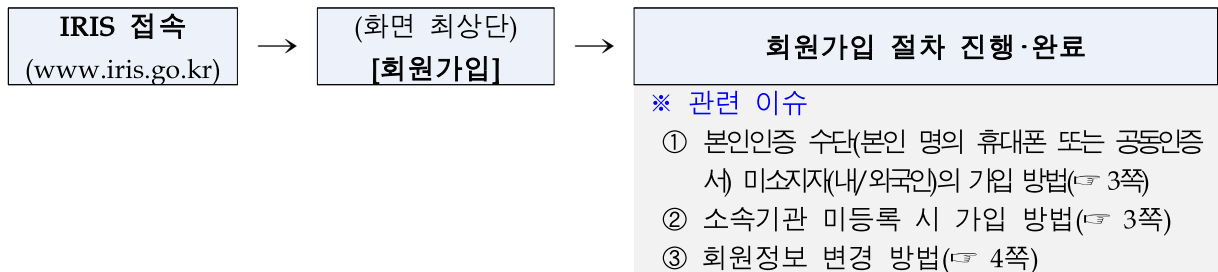 IRIS 접속
(www.iris.go.kr)
→
(화면 최상단)
[회원가입]
→
회원가입 절차 진행·완료
※ 관련 이슈
① 본인인증 수단(본인 명의 휴대폰 또는 공동인증
서) 미소지자(내/외국인)의 가입 방법(☞ 3쪽)
② 소속기관 미등록 시 가입 방법(☞ 3쪽)
③ 회원정보 변경 방법(☞ 4쪽)